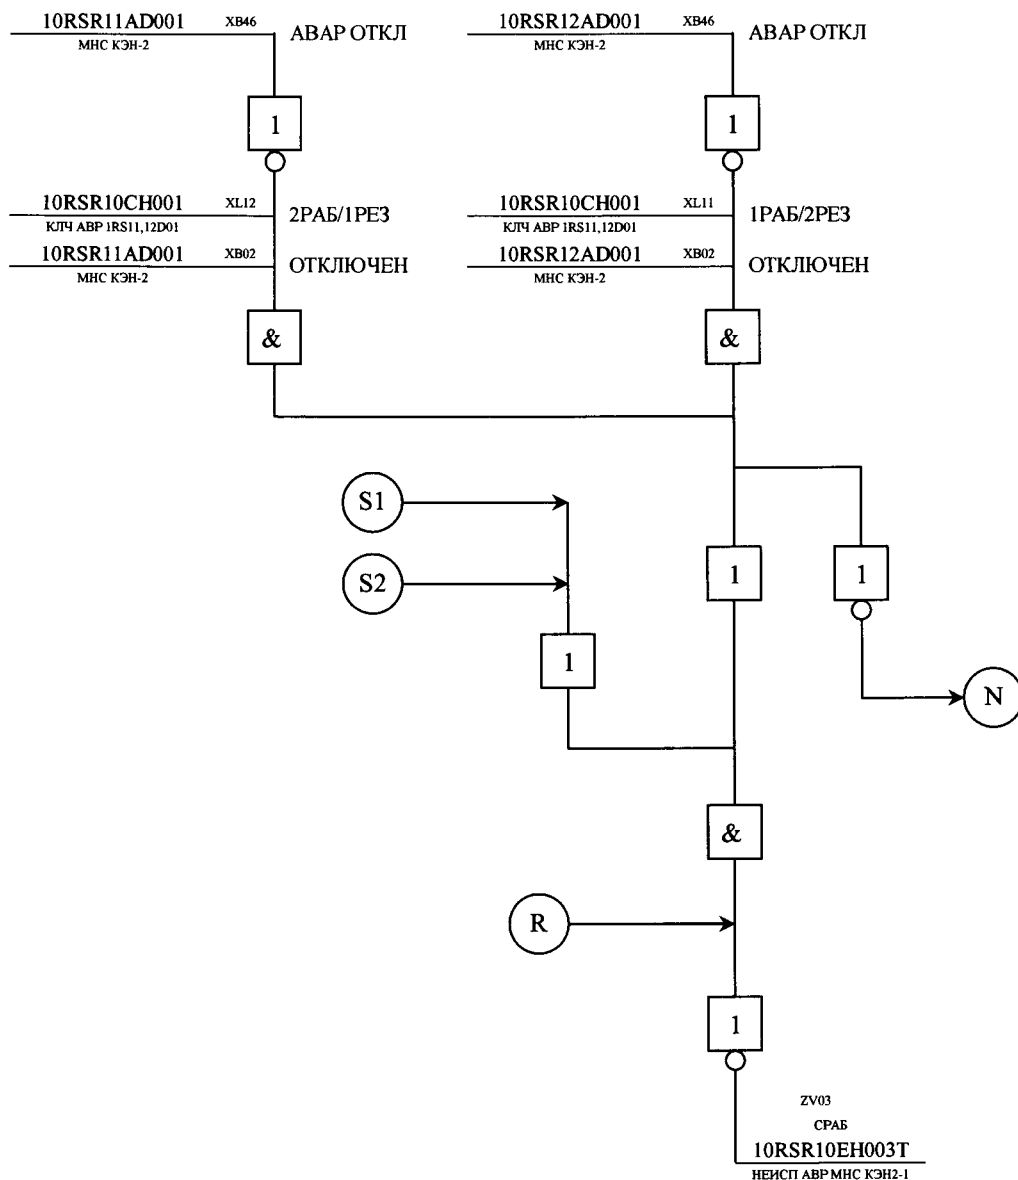 10RSR11AD001 XB46 АВАР ОТКЛ
МНС КЭН-2
10RSR12AD001 XB46 АВАР ОТКЛ
МНС КЭН-2
1
1
10RSR10CH001 XL12 2РАБ/1РЕЗ
КЛЧ АВР 1RS11,12D01
10RSR10CH001 XL11 1РАБ/2РЕЗ
КЛЧ АВР 1RS11,12D01
10RSR11AD001 XB02 ОТКЛЮЧЕН
МНС КЭН-2
10RSR12AD001 XB02 ОТКЛЮЧЕН
МНС КЭН-2
&
&
S1
S2
1
1
1
N
&
R
1
ZV03
СРАБ
10RSR10EH003T
НЕИСП АВР МНС КЭН2-1